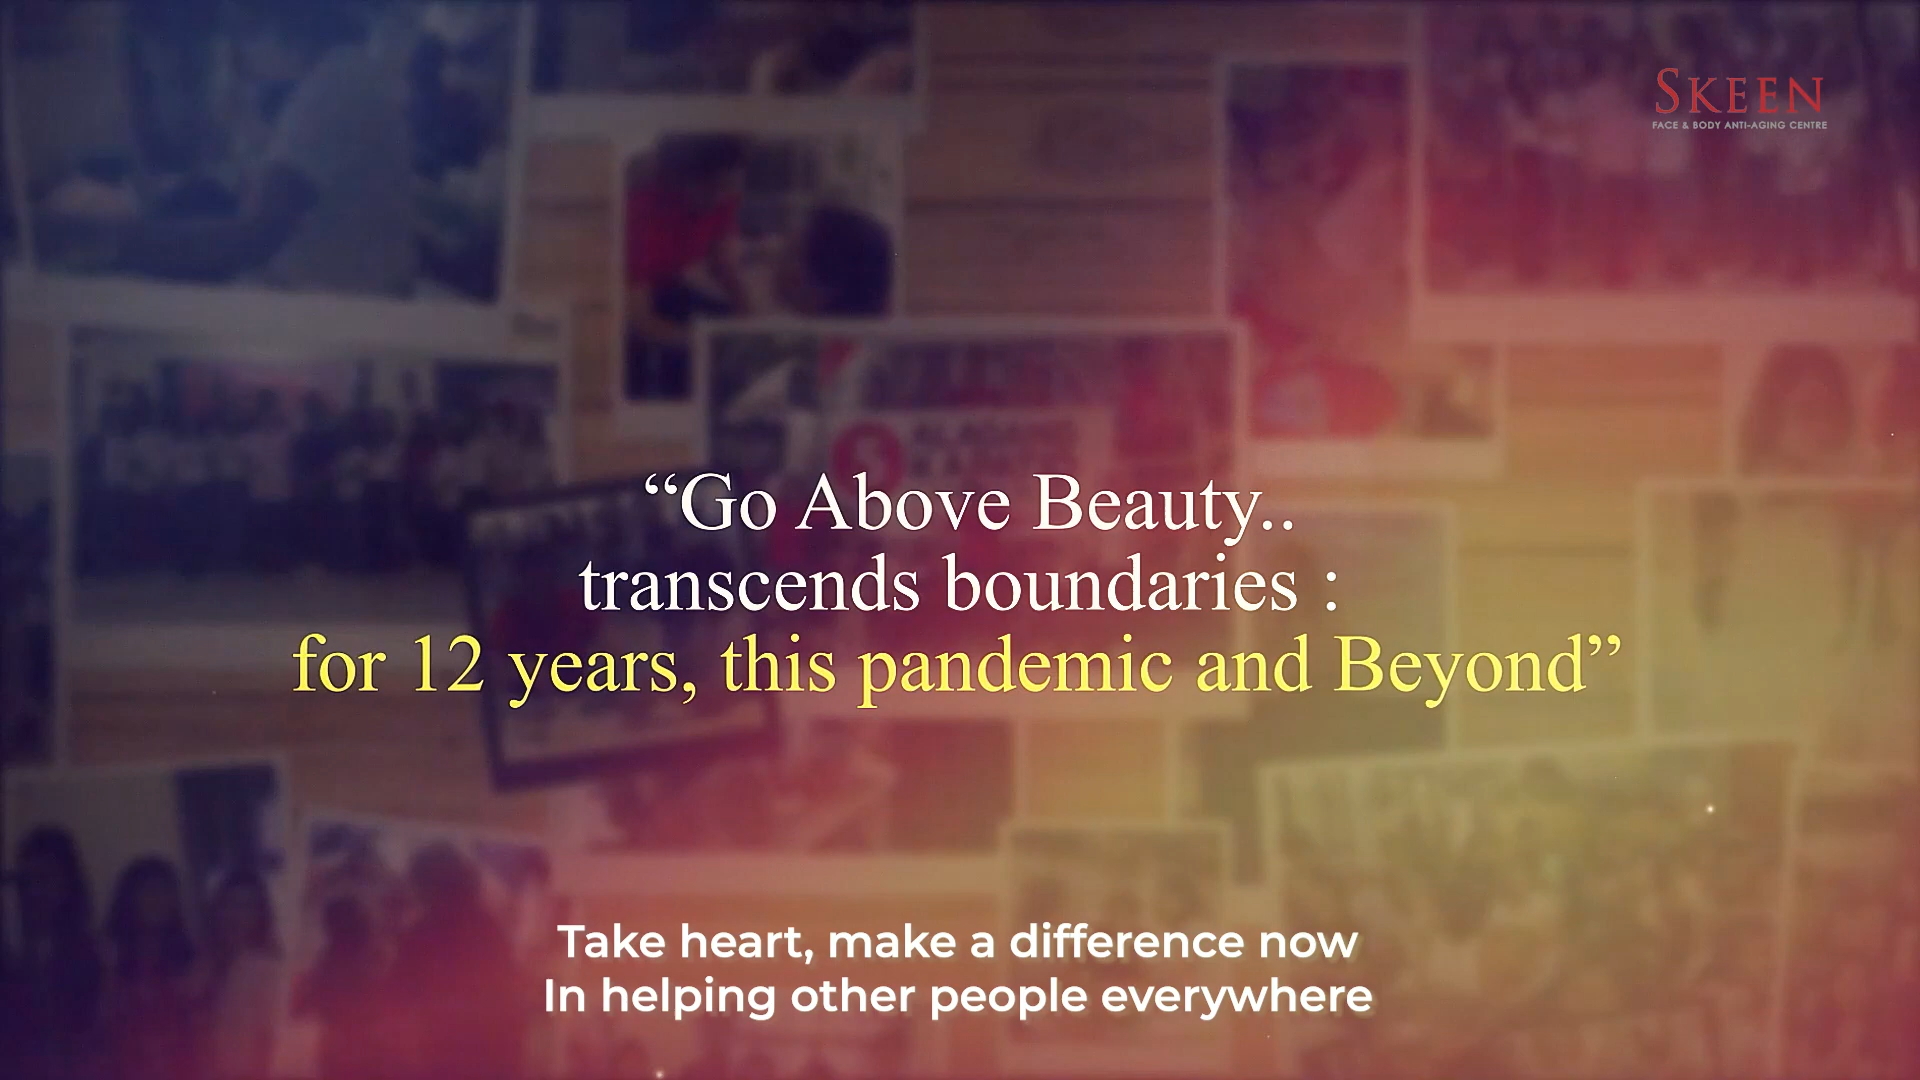 SKEEN
FACE & BODY ANTI-AGING CENTRE
“Go Above Beauty..
transcends boundaries :
for 12 years, this pandemic and Beyond”
Take heart, make a difference now
In helping other people everywhere